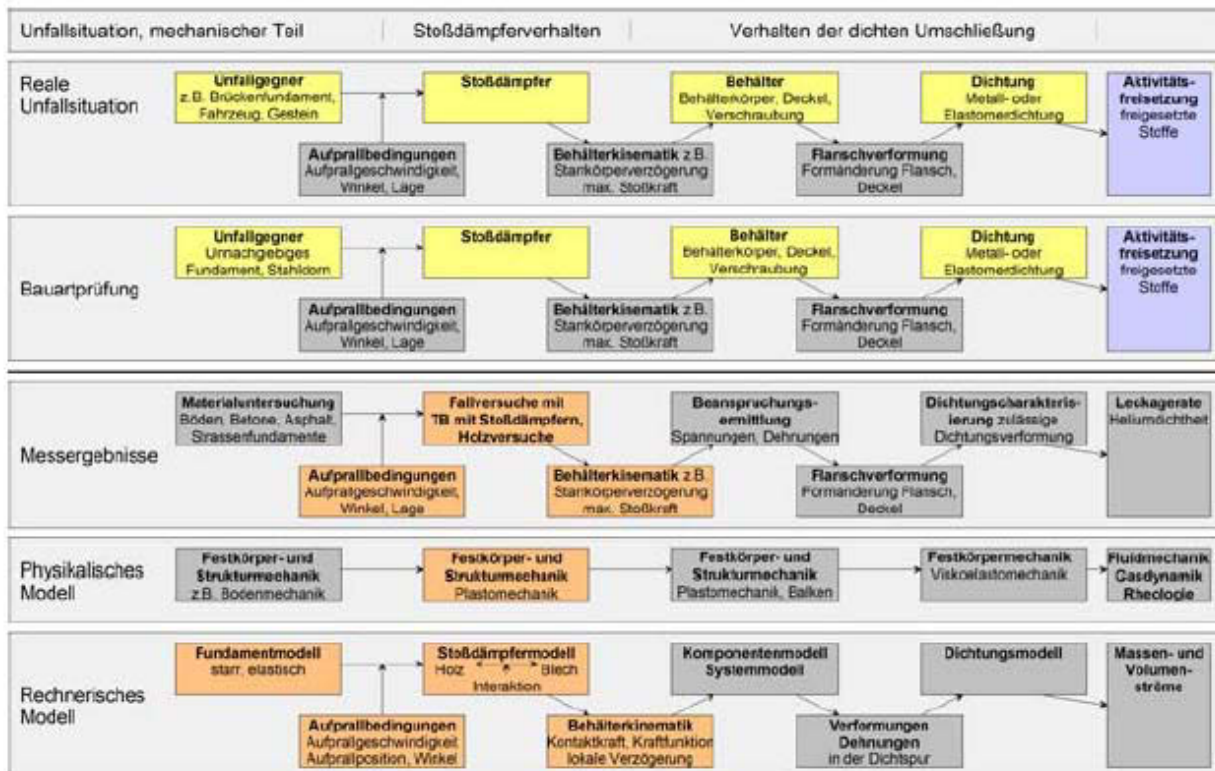 Unfallsituation, mechanischer Teil
Stoßdämpferverhalten
Verhalten der dichten Umschließung
Reale
Unfallsituation
Unfallgegner
z.B. Brückenfundament,
Fahrzeug, Gestein
Stoßdämpfer
Behälter
Behälterkörper, Deckel,
Verschraubung
Dichtung
Metall- oder
Elastomerdichtung
Aktivitäts-
freisetzung
freigesetzte
Stoffe
Aufprallbedingungen
Aufprallgeschwindigkeit,
Winkel, Lage
Behälterkinematik z.B.
Starrkörperverzögerung
max. Stoßkraft
Flanschverformung
Formänderung Flansch,
Deckel
Bauartprüfung
Unfallgegner
Unnachgiebiges
Fundament, Stahldorn
Stoßdämpfer
Behälter
Behälterkörper, Deckel,
Verschraubung
Dichtung
Metall- oder
Elastomerdichtung
Aktivitäts-
freisetzung
freigesetzte
Stoffe
Aufprallbedingungen
Aufprallgeschwindigkeit,
Winkel, Lage
Behälterkinematik z.B.
Starrkörperverzögerung
max. Stoßkraft
Flanschverformung
Formänderung Flansch,
Deckel
Messergebnisse
Materialuntersuchung
Böden, Betone, Asphalt,
Strassenfundamente
Fallversuche mit
TB mit Stoßdämpfern,
Holzversuche
Beanspruchungs-
ermittlung
Spannungen, Dehnungen
Dichtungscharakteris-
ierung zulässige
Dichtungsverformung
Leckagerate
Heliumdichtheit
Aufprallbedingungen
Aufprallgeschwindigkeit,
Winkel, Lage
Behälterkinematik z.B.
Starrkörperverzögerung
max. Stoßkraft
Flanschverformung
Formänderung Flansch,
Deckel
Physikalisches
Modell
Festkörper- und
Strukturmechanik
z.B. Bodenmechanik
Festkörper- und
Strukturmechanik
Plastomechanik
Festkörper- und
Strukturmechanik
Plastomechanik, Balken
Festkörpermechanik
Viskoelastomechanik
Fluidmechanik
Gasdynamik
Rheologie
Rechnerisches
Modell
Fundamentmodell
starr, elastisch
Stoßdämpfermodell
Holz Blech
Interaktion
Komponentenmodell
Systemmodell
Dichtungsmodell
Massen- und
Volumen-
ströme
Aufprallbedingungen
Aufprallgeschwindigkeit
Aufprallposition, Winkel
Behälterkinematik
Kontaktkraft, Kraftfunktion
lokale Verzögerung
Verformungen
Dehnungen
in der Dichtspur